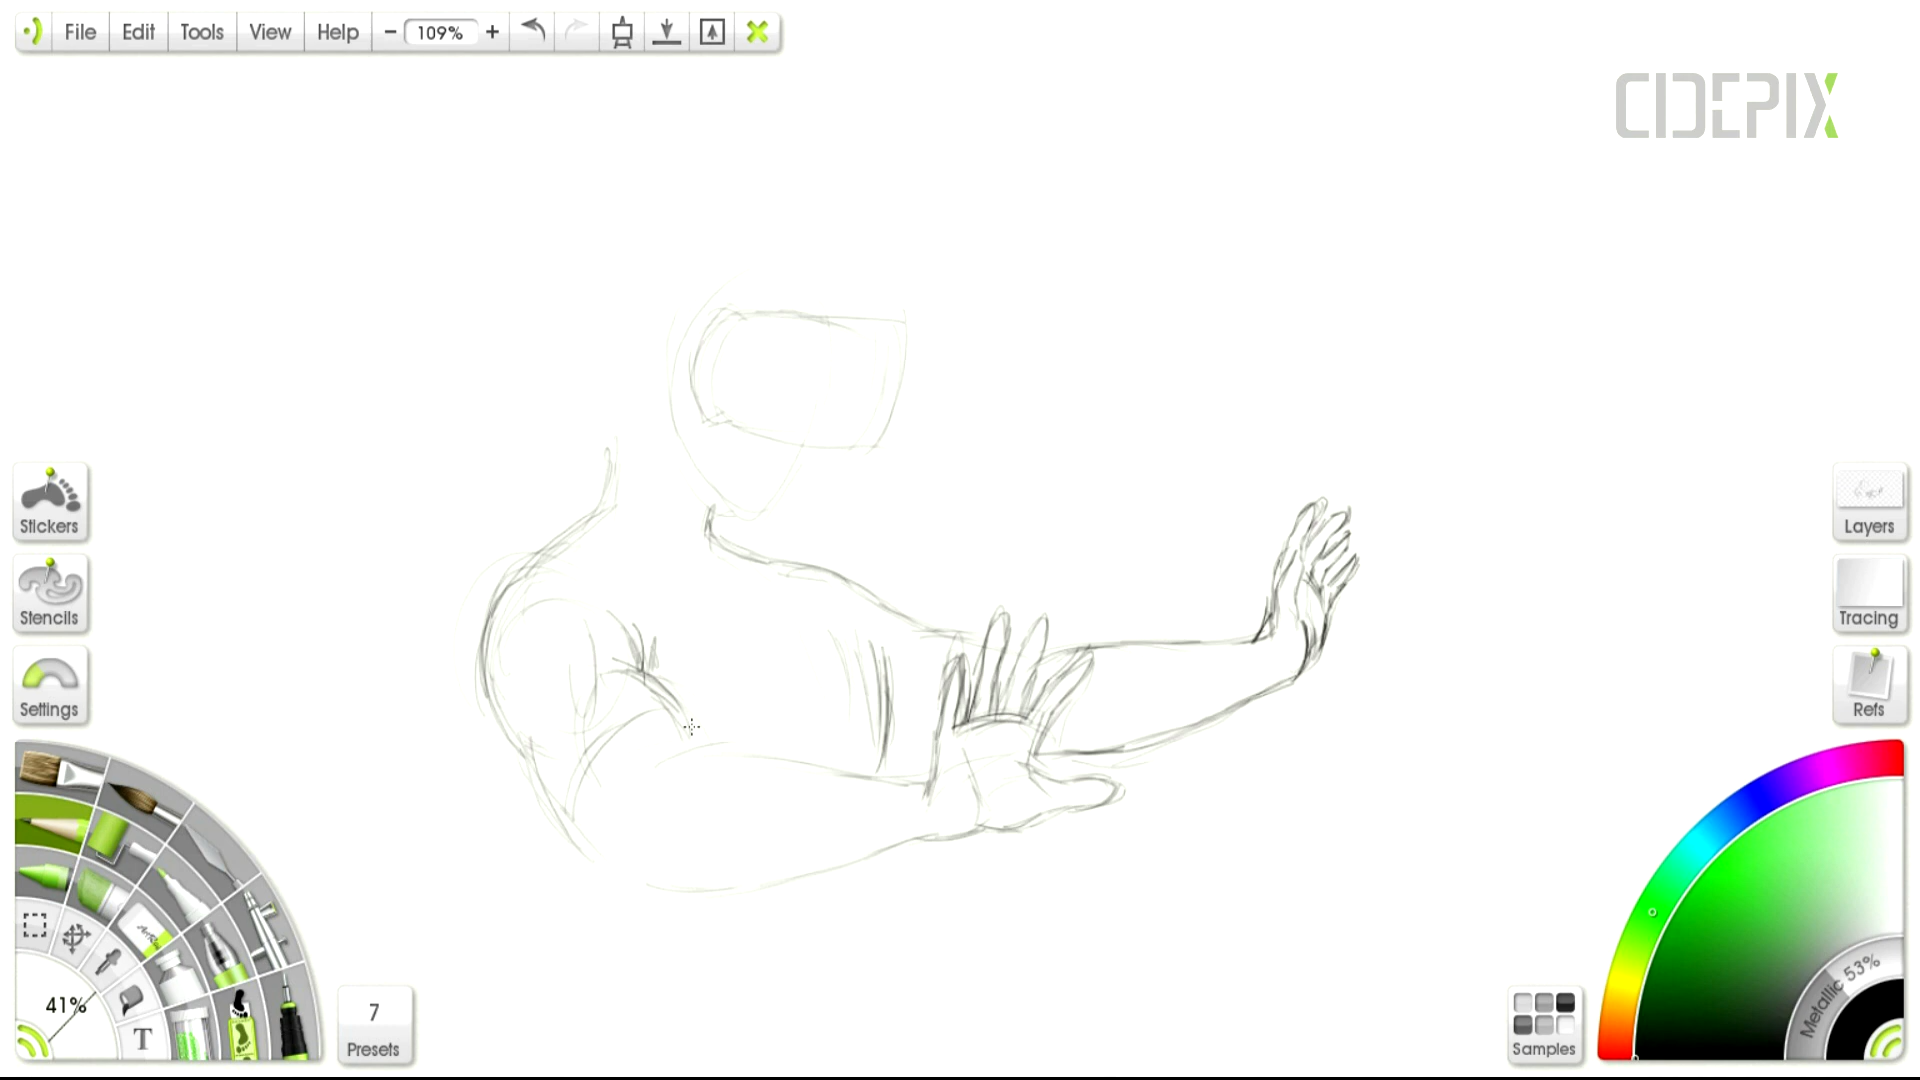 File Edit Tools View Help − 109% +
CIDEPIX
Stickers
Stencils
Settings
Layers
Tracing
Refs
41%
T
7
Presets
Samples
Metallic 53%